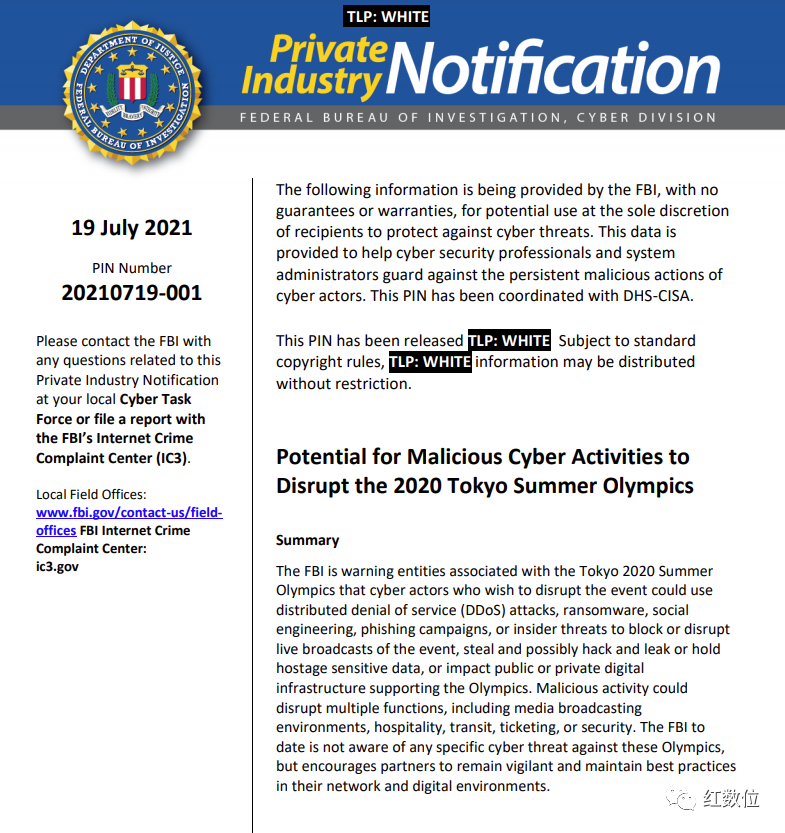 TLP: WHITE
Private
Industry
Notification
FEDERAL BUREAU OF INVESTIGATION, CYBER DIVISION
DEPARTMENT OF JUSTICE
FEDERAL BUREAU OF INVESTIGATION
FIDELITY BRAVERY INTEGRITY
19 July 2021
PIN Number
20210719-001
Please contact the FBI with
any questions related to this
Private Industry Notification
at your local Cyber Task
Force or file a report with
the FBI’s Internet Crime
Complaint Center (IC3).
Local Field Offices:
www.fbi.gov/contact-us/field-
offices FBI Internet Crime
Complaint Center:
ic3.gov
The following information is being provided by the FBI, with no
guarantees or warranties, for potential use at the sole discretion
of recipients to protect against cyber threats. This data is
provided to help cyber security professionals and system
administrators guard against the persistent malicious actions of
cyber actors. This PIN has been coordinated with DHS-CISA.
This PIN has been released TLP: WHITE Subject to standard
copyright rules, TLP: WHITE information may be distributed
without restriction.
Potential for Malicious Cyber Activities to
Disrupt the 2020 Tokyo Summer Olympics
Summary
The FBI is warning entities associated with the Tokyo 2020 Summer
Olympics that cyber actors who wish to disrupt the event could use
distributed denial of service (DDoS) attacks, ransomware, social
engineering, phishing campaigns, or insider threats to block or disrupt
live broadcasts of the event, steal and possibly hack and leak or hold
hostage sensitive data, or impact public or private digital
infrastructure supporting the Olympics. Malicious activity could
disrupt multiple functions, including media broadcasting
environments, hospitality, transit, ticketing, or security. The FBI to
date is not aware of any specific cyber threat against these Olympics,
but encourages partners to remain vigilant and maintain best practices
in their network and digital environments.
红数位